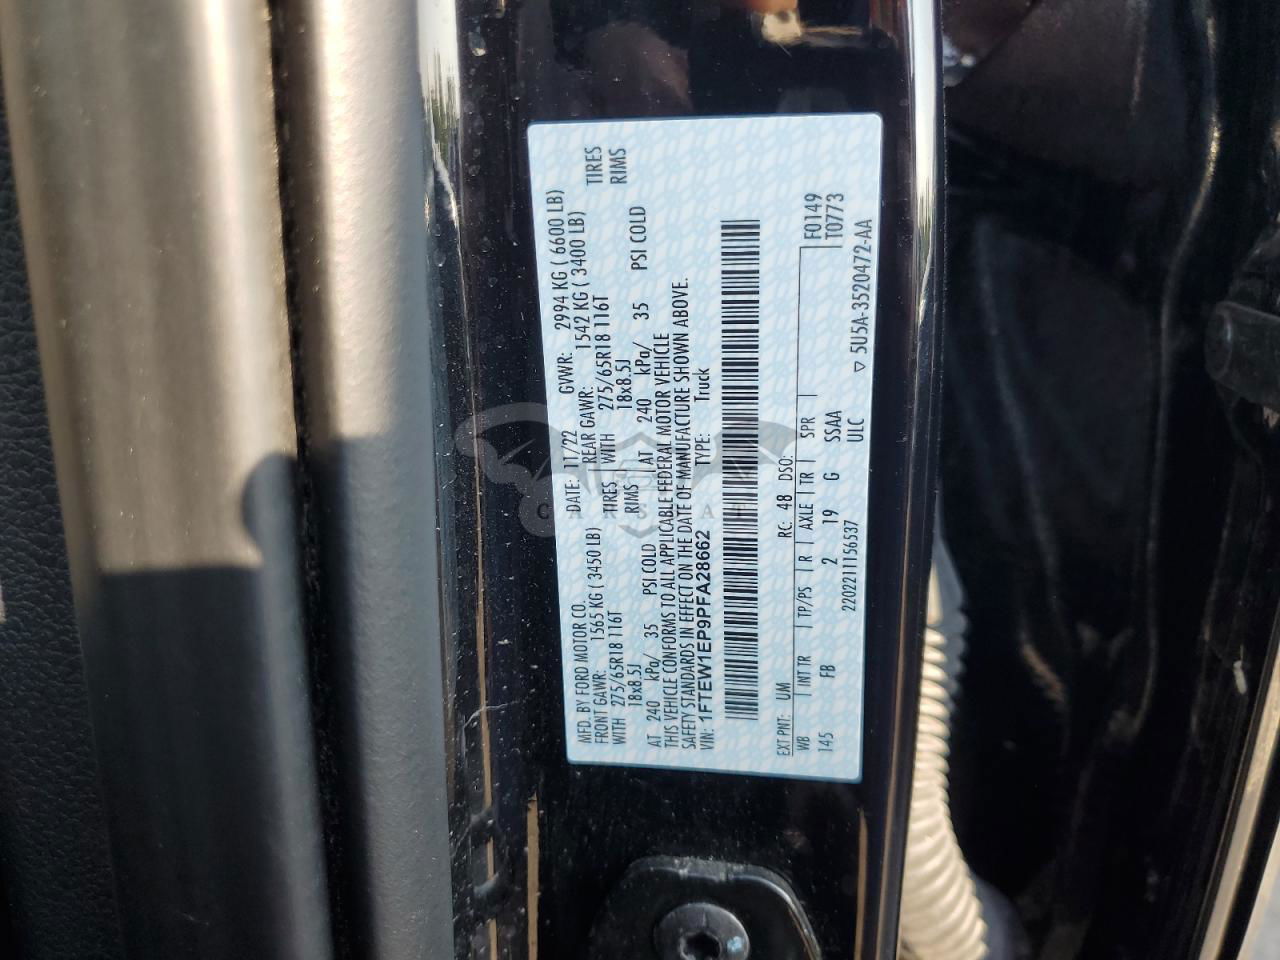 MFD. BY FORD MOTOR CO. DATE: 11/22 GVWR: 2994 KG ( 6600 LB)
FRONT GAWR: 1565 KG ( 3450 LB) REAR GAWR: 1542 KG ( 3400 LB)
WITH 275/65R18 116T TIRES WITH 275/65R18 116T TIRES
18x8.5J RIMS 18x8.5J RIMS
AT 240 kPa/ 35 PSI COLD AT 240 kPa/ 35 PSI COLD
THIS VEHICLE CONFORMS TO ALL APPLICABLE FEDERAL MOTOR VEHICLE
SAFETY STANDARDS IN EFFECT ON THE DATE OF MANUFACTURE SHOWN ABOVE.
VIN: 1FTEW1EP9PFA28662 TYPE: Truck
EXT PNT: UM RC: 48 DSO:
WB INT TR TP/PS R AXLE TR SPR F0149
145 FB 2 19 G SSAA T0773
220221156537 ULC
▽ 5U5A-3520472-AA